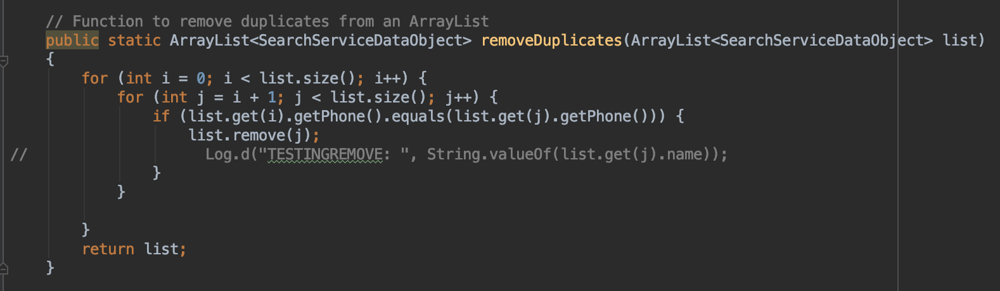 // Function to remove duplicates from an ArrayList
public static ArrayList<SearchServiceDataObject> removeDuplicates(ArrayList<SearchServiceDataObject> list)
{
for (int i = 0; i < list.size(); i++) {
for (int j = i + 1; j < list.size(); j++) {
if (list.get(i).getPhone().equals(list.get(j).getPhone())) {
list.remove(j);
// Log.d("TESTINGREMOVE: ", String.valueOf(list.get(j).name));
}
}
}
return list;
}